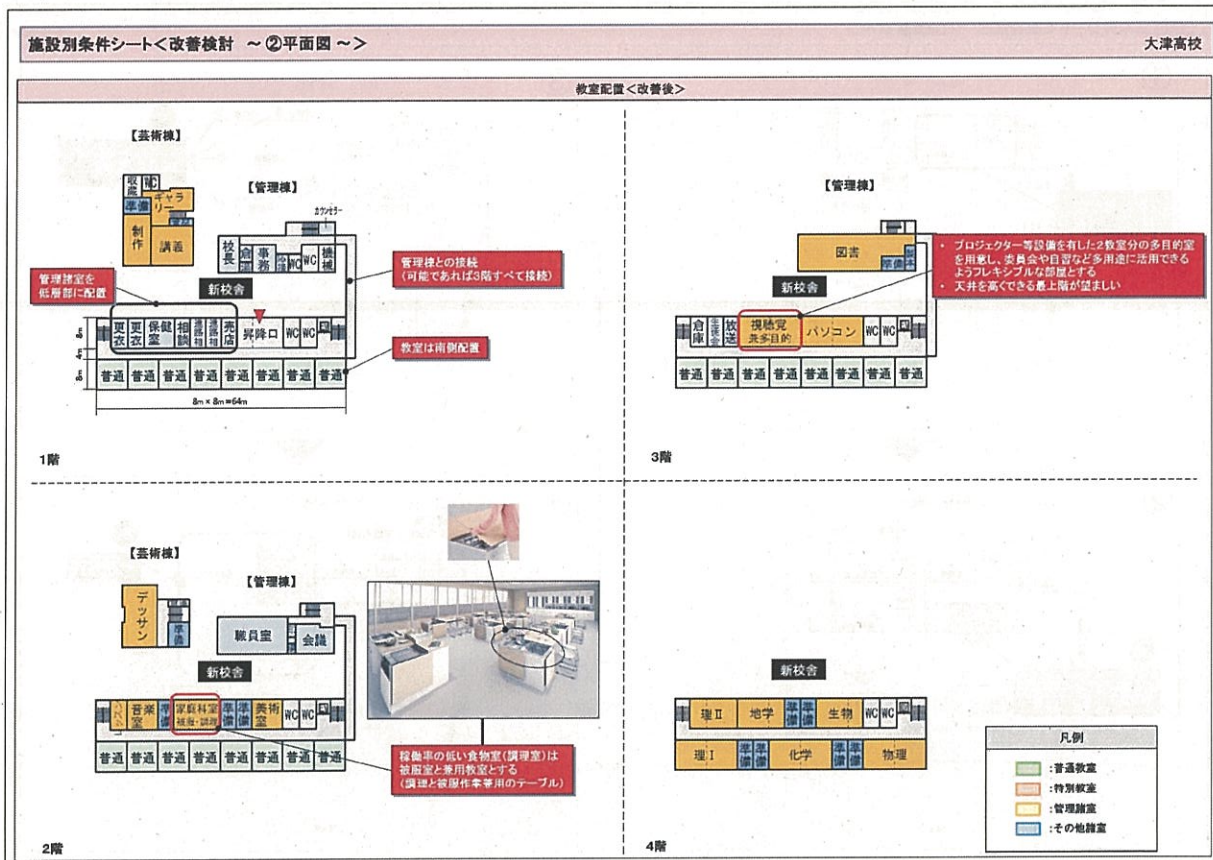 施設別条件シート<改善検討 ～②平面図～>
大津高校
教室配置<改善後>
【芸術棟】
収蔵
WC
ギャラリー
準備
制作
講義
【管理棟】
カウンセラー
校長
倉庫
事務
WC
WC
機械
管理棟との接続
(可能であれば3階すべて接続)
管理諸室を
低層部に配置
新校舎
更衣
更衣
保健室
相談
進路相
進路相
売店
昇降口
WC
WC
8m
4m
8m
普通
普通
普通
普通
普通
普通
普通
普通
教室は南側配置
8m×8m=64m
1階
【管理棟】
図書
準備
• プロジェクター等設備を有した2教室分の多目的室
を用意し、委員会や自習など多用途に活用できる
ようフレキシブルな部屋とする
• 天井を高くできる最上階が望ましい
新校舎
倉庫
生徒会
放送
視聴覚
兼多目的
パソコン
WC
WC
普通
普通
普通
普通
普通
普通
普通
普通
3階
【芸術棟】
デッサン
準備
【管理棟】
職員室
会議
新校舎
音楽室
準備
家庭科室
被服・調理
準備
準備
美術室
WC
WC
普通
普通
普通
普通
普通
普通
普通
普通
稼働率の低い食物室(調理室)は
被服室と兼用教室とする
(調理と被服作業兼用のテーブル)
2階
新校舎
理Ⅱ
地学
準備
準備
生物
WC
WC
理Ⅰ
準備
準備
化学
準備
準備
物理
4階
凡例
:普通教室
:特別教室
:管理諸室
:その他諸室